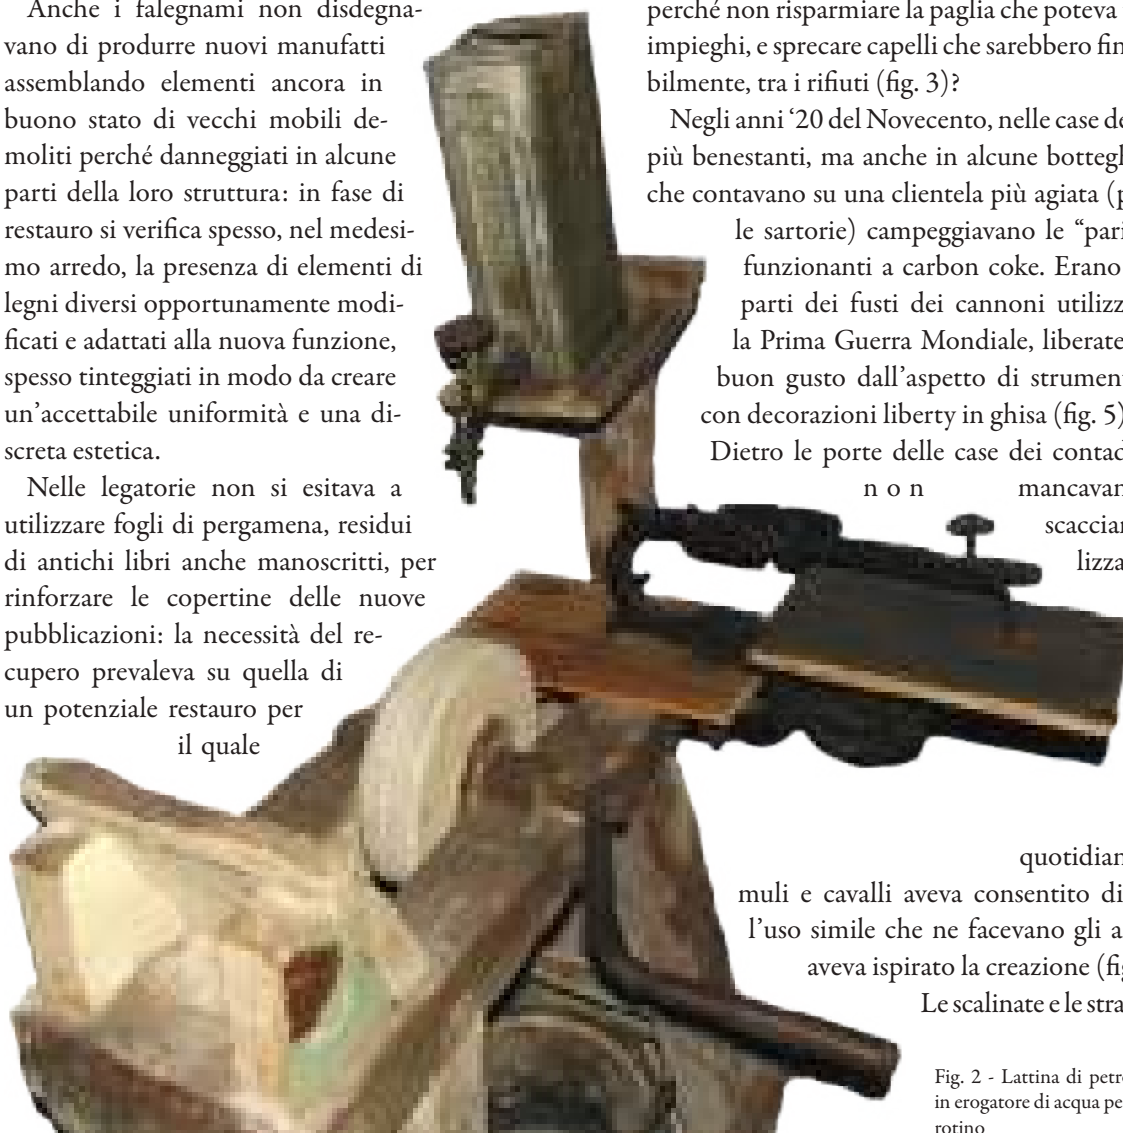 Anche i falegnami non disdegna-
vano di produrre nuovi manufatti
assemblando elementi ancora in
buono stato di vecchi mobili de-
moliti perché danneggiati in alcune
parti della loro struttura: in fase di
restauro si verifica spesso, nel medesi-
mo arredo, la presenza di elementi di
legni diversi opportunamente modi-
ficati e adattati alla nuova funzione,
spesso tinteggiati in modo da creare
un'accettabile uniformità e una di-
screta estetica.
Nelle legatorie non si esitava a
utilizzare fogli di pergamena, residui
di antichi libri anche manoscritti, per
rinforzare le copertine delle nuove
pubblicazioni: la necessità del re-
cupero prevaleva su quella di
un potenziale restauro per
il quale
perché non risparmiare la paglia che poteva
impieghi, e sprecare capelli che sarebbero fin
bilmente, tra i rifiuti (fig. 3)?
Negli anni ‘20 del Novecento, nelle case de
più benestanti, ma anche in alcune bottegh
che contavano su una clientela più agiata (p
le sartorie) campeggiavano le “pari
funzionanti a carbon coke. Erano
parti dei fusti dei cannoni utilizz
la Prima Guerra Mondiale, liberate
buon gusto dall'aspetto di strument
con decorazioni liberty in ghisa (fig. 5)
Dietro le porte delle case dei contad
non mancavan
scaccian
lizza
quotidian
muli e cavalli aveva consentito di
l'uso simile che ne facevano gli a
aveva ispirato la creazione (fig
Le scalinate e le stra
Fig. 2 - Lattina di petro
in erogatore di acqua pe
rotino